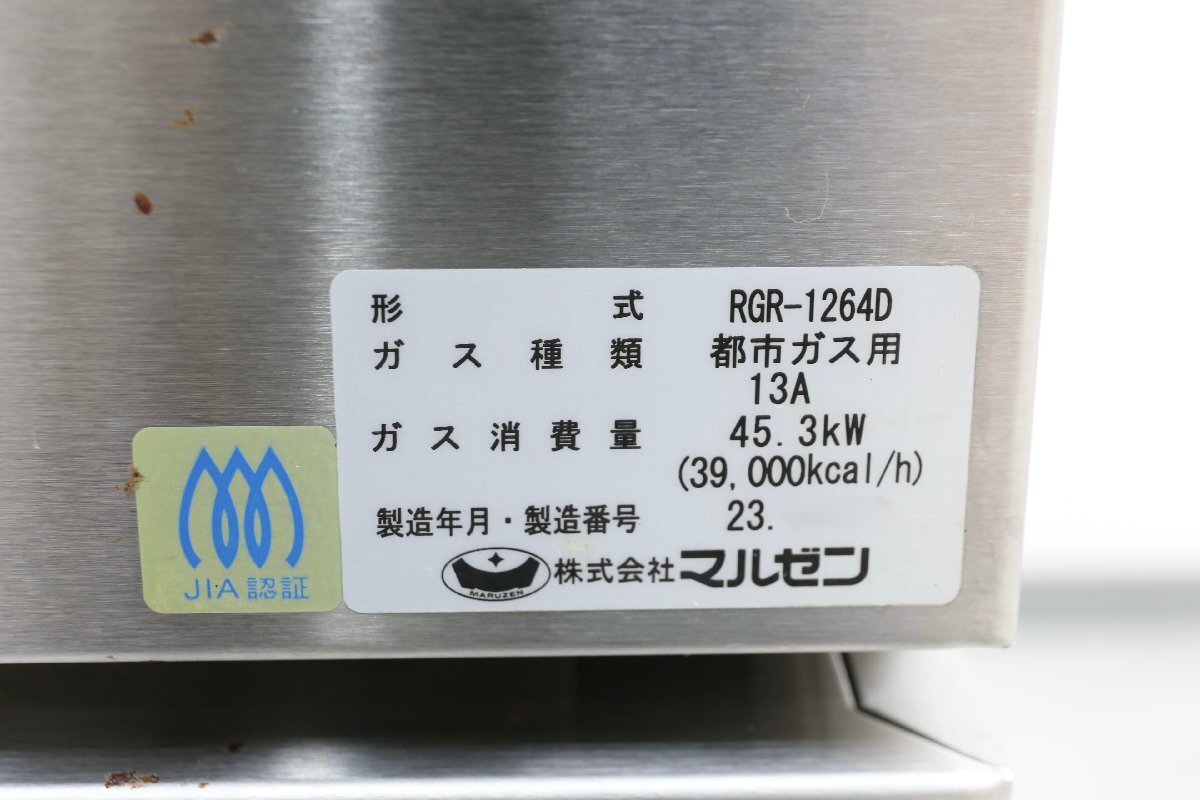 形式 RGR-1264D
ガス種類 都市ガス用
13A
ガス消費量 45.3kW
(39,000kcal/h)
製造年月・製造番号 23.
MARUZEN 株式会社マルゼン
JIA認証